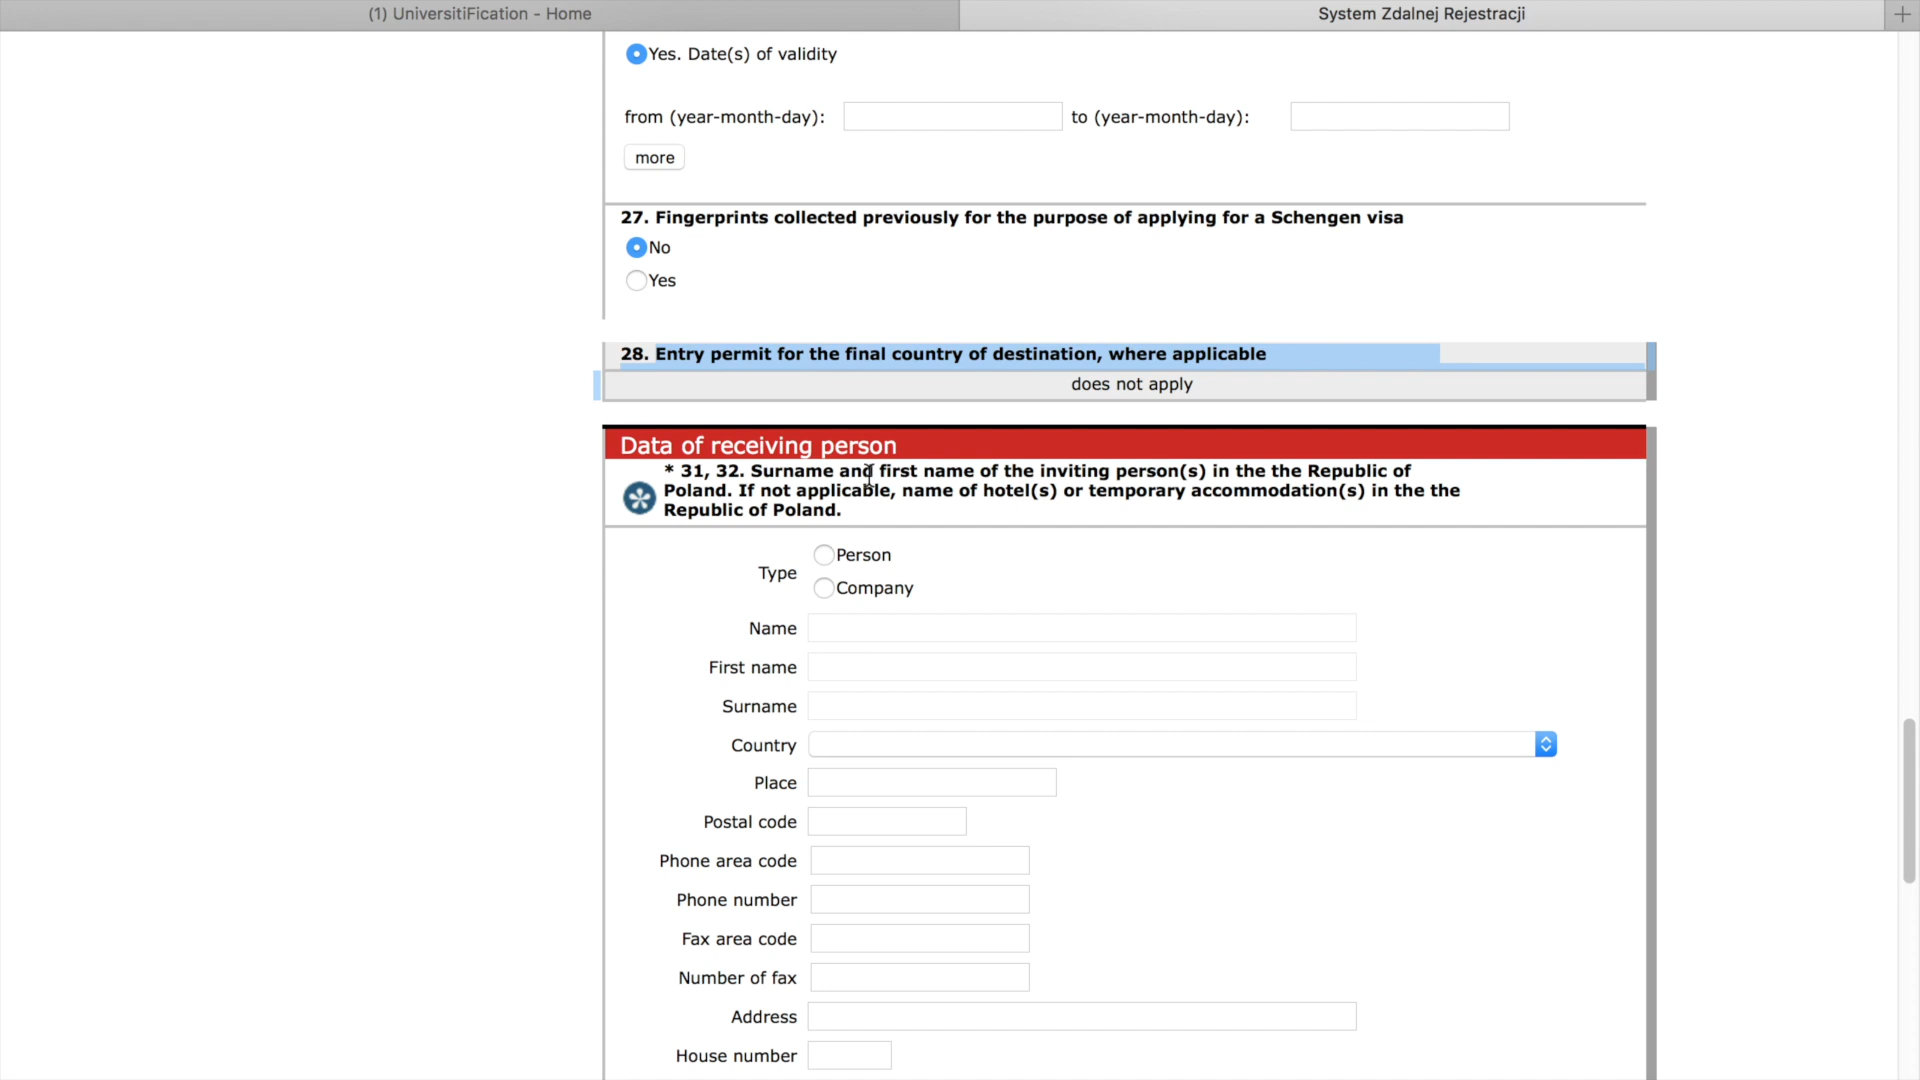 (1) UniversitiFication - Home
System Zdalnej Rejestracji
Yes. Date(s) of validity
from (year-month-day):
to (year-month-day):
more
27. Fingerprints collected previously for the purpose of applying for a Schengen visa
No
Yes
28. Entry permit for the final country of destination, where applicable
does not apply
Data of receiving person
* 31, 32. Surname and first name of the inviting person(s) in the the Republic of
Poland. If not applicable, name of hotel(s) or temporary accommodation(s) in the the
Republic of Poland.
Type
Person
Company
Name
First name
Surname
Country
Place
Postal code
Phone area code
Phone number
Fax area code
Number of fax
Address
House number